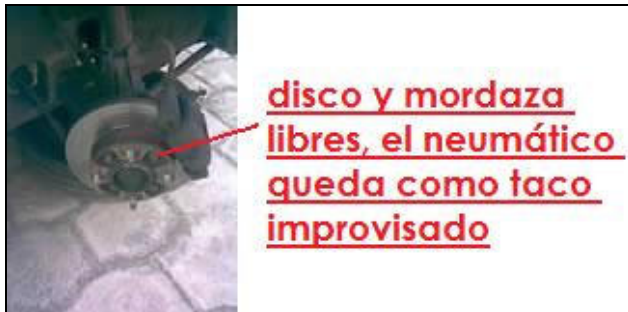 disco y mordaza
libres, el neumático
queda como taco
improvisado